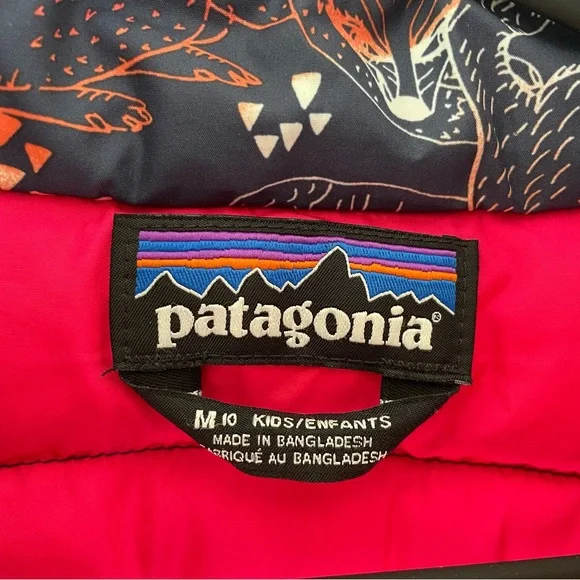 patagonia®
M 10 KIDS/ENFANTS
MADE IN BANGLADESH
FABRIQUÉ AU BANGLADESH